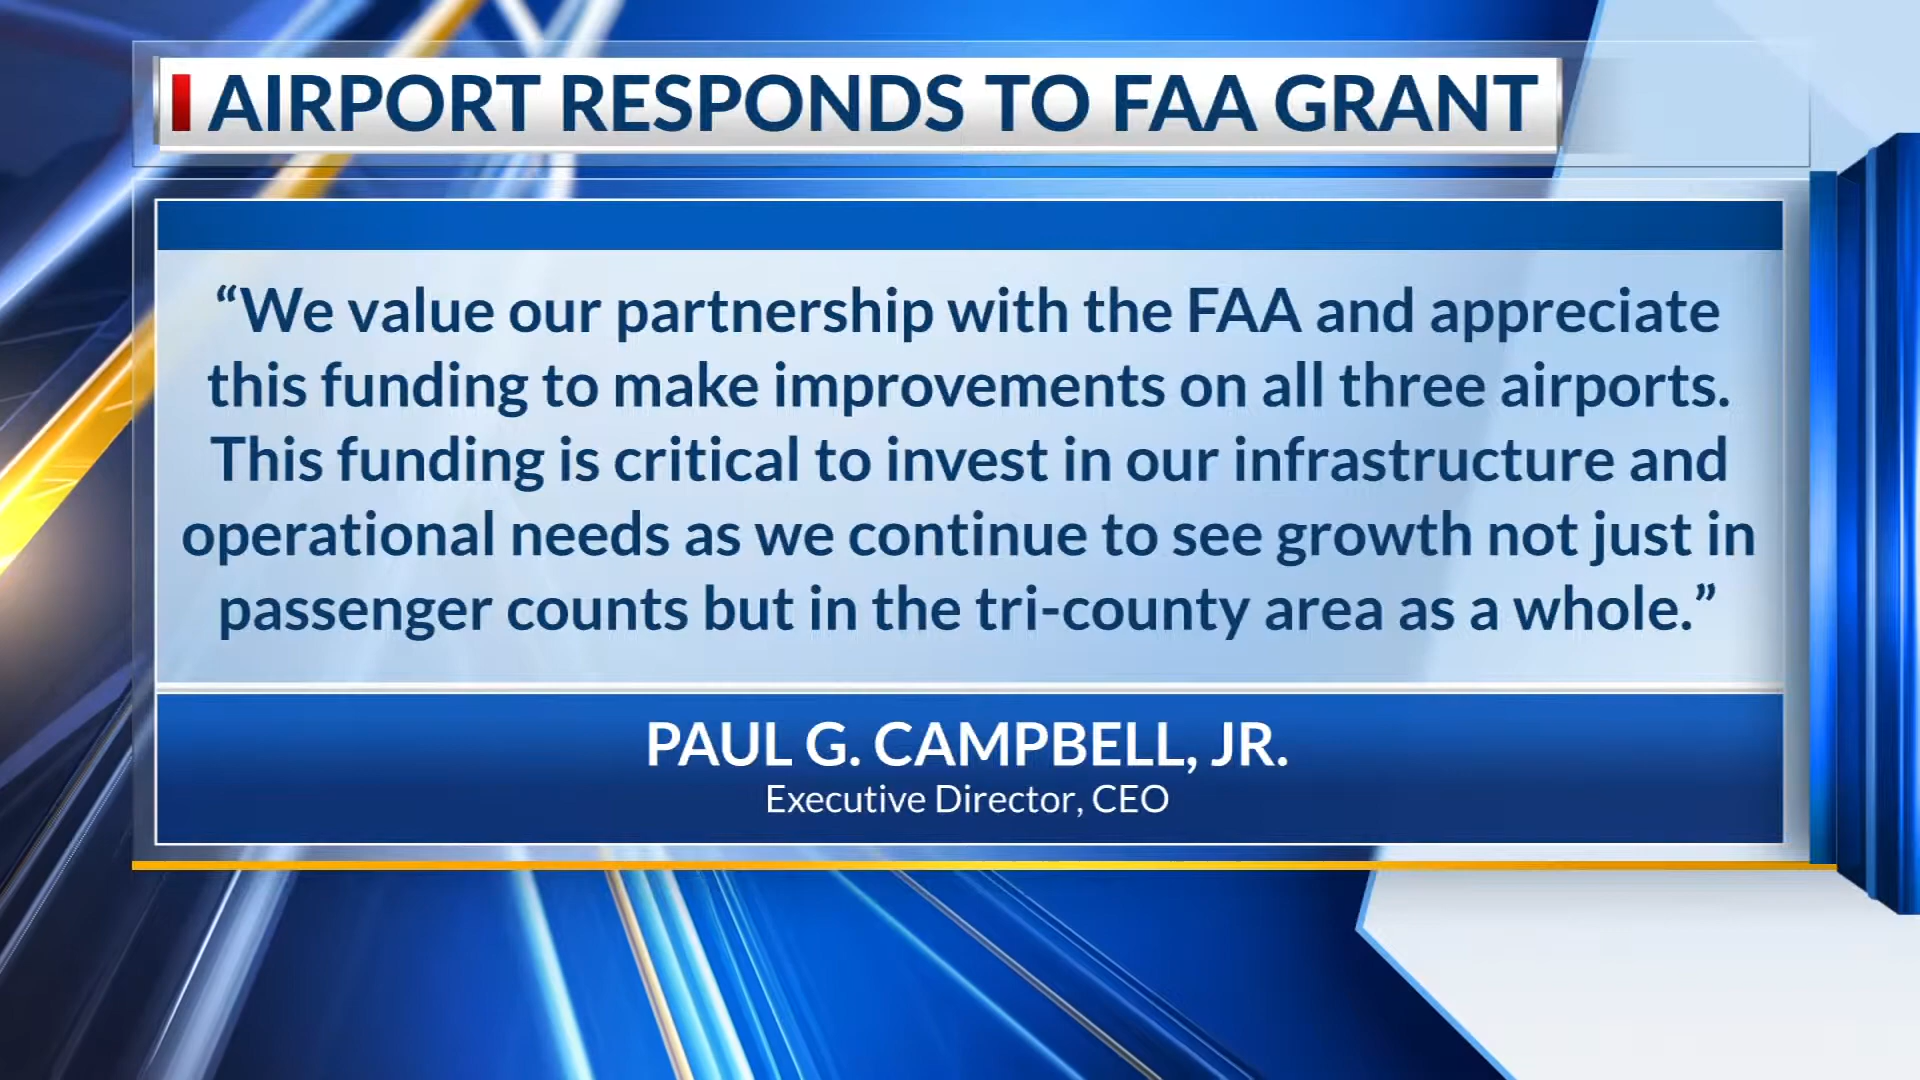 AIRPORT RESPONDS TO FAA GRANT
“We value our partnership with the FAA and appreciate
this funding to make improvements on all three airports.
This funding is critical to invest in our infrastructure and
operational needs as we continue to see growth not just in
passenger counts but in the tri-county area as a whole.”
PAUL G. CAMPBELL, JR.
Executive Director, CEO